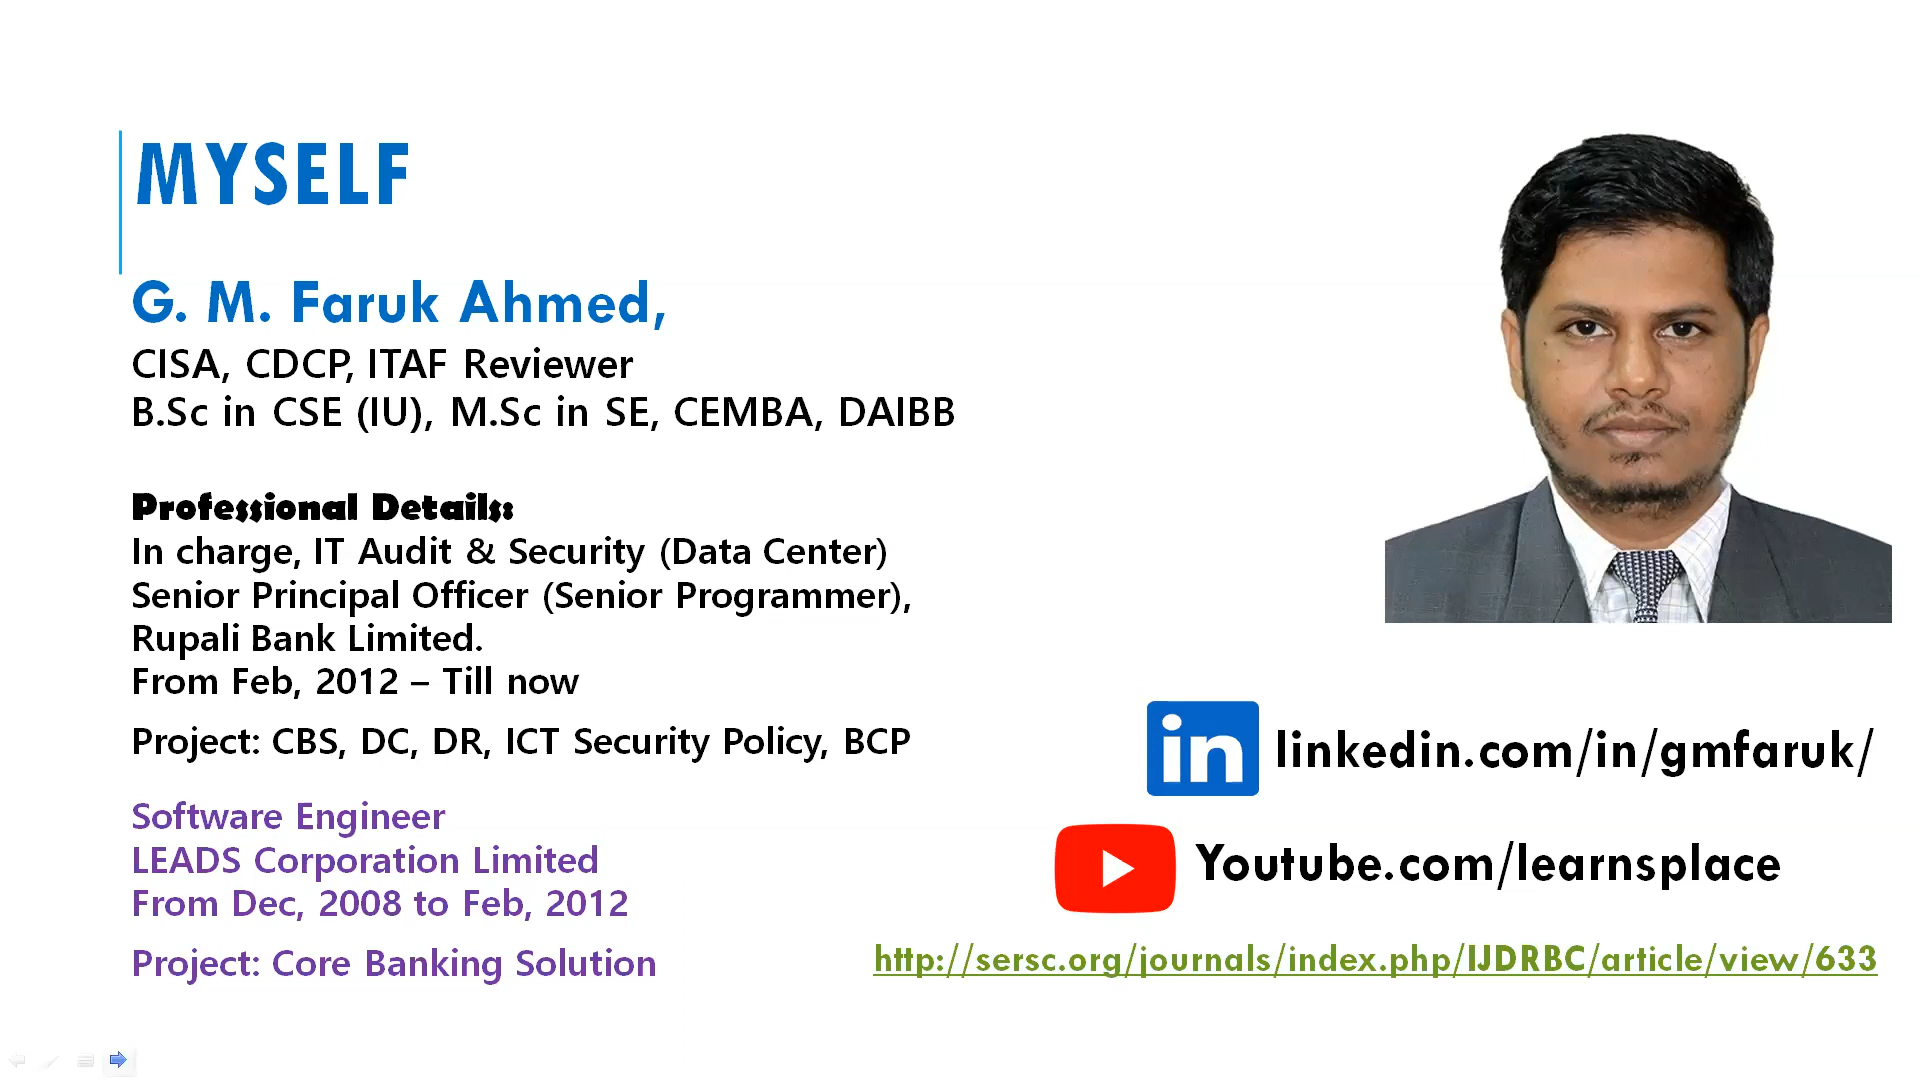 MYSELF
G. M. Faruk Ahmed,
CISA, CDCP, ITAF Reviewer
B.Sc in CSE (IU), M.Sc in SE, CEMBA, DAIBB
Professional Details:
In charge, IT Audit & Security (Data Center)
Senior Principal Officer (Senior Programmer),
Rupali Bank Limited.
From Feb, 2012 – Till now
Project: CBS, DC, DR, ICT Security Policy, BCP
Software Engineer
LEADS Corporation Limited
From Dec, 2008 to Feb, 2012
Project: Core Banking Solution
in linkedin.com/in/gmfaruk/
Youtube.com/learnsplace
http://sersc.org/journals/index.php/IJDRBC/article/view/633